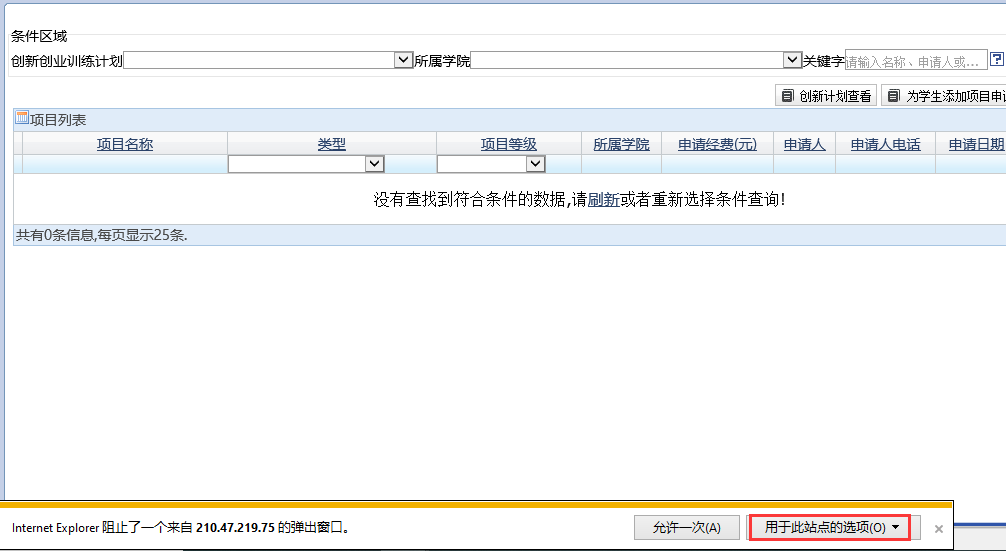 条件区域
创新创业训练计划 所属学院 关键字 请输入名称、申请人或...
创新计划查看 为学生添加项目申
项目列表
项目名称 类型 项目等级 所属学院 申请经费(元) 申请人 申请人电话 申请日期
没有查找到符合条件的数据,请刷新或者重新选择条件查询!
共有0条信息,每页显示25条.
Internet Explorer 阻止了一个来自 210.47.219.75 的弹出窗口。 允许一次(A) 用于此站点的选项(O)